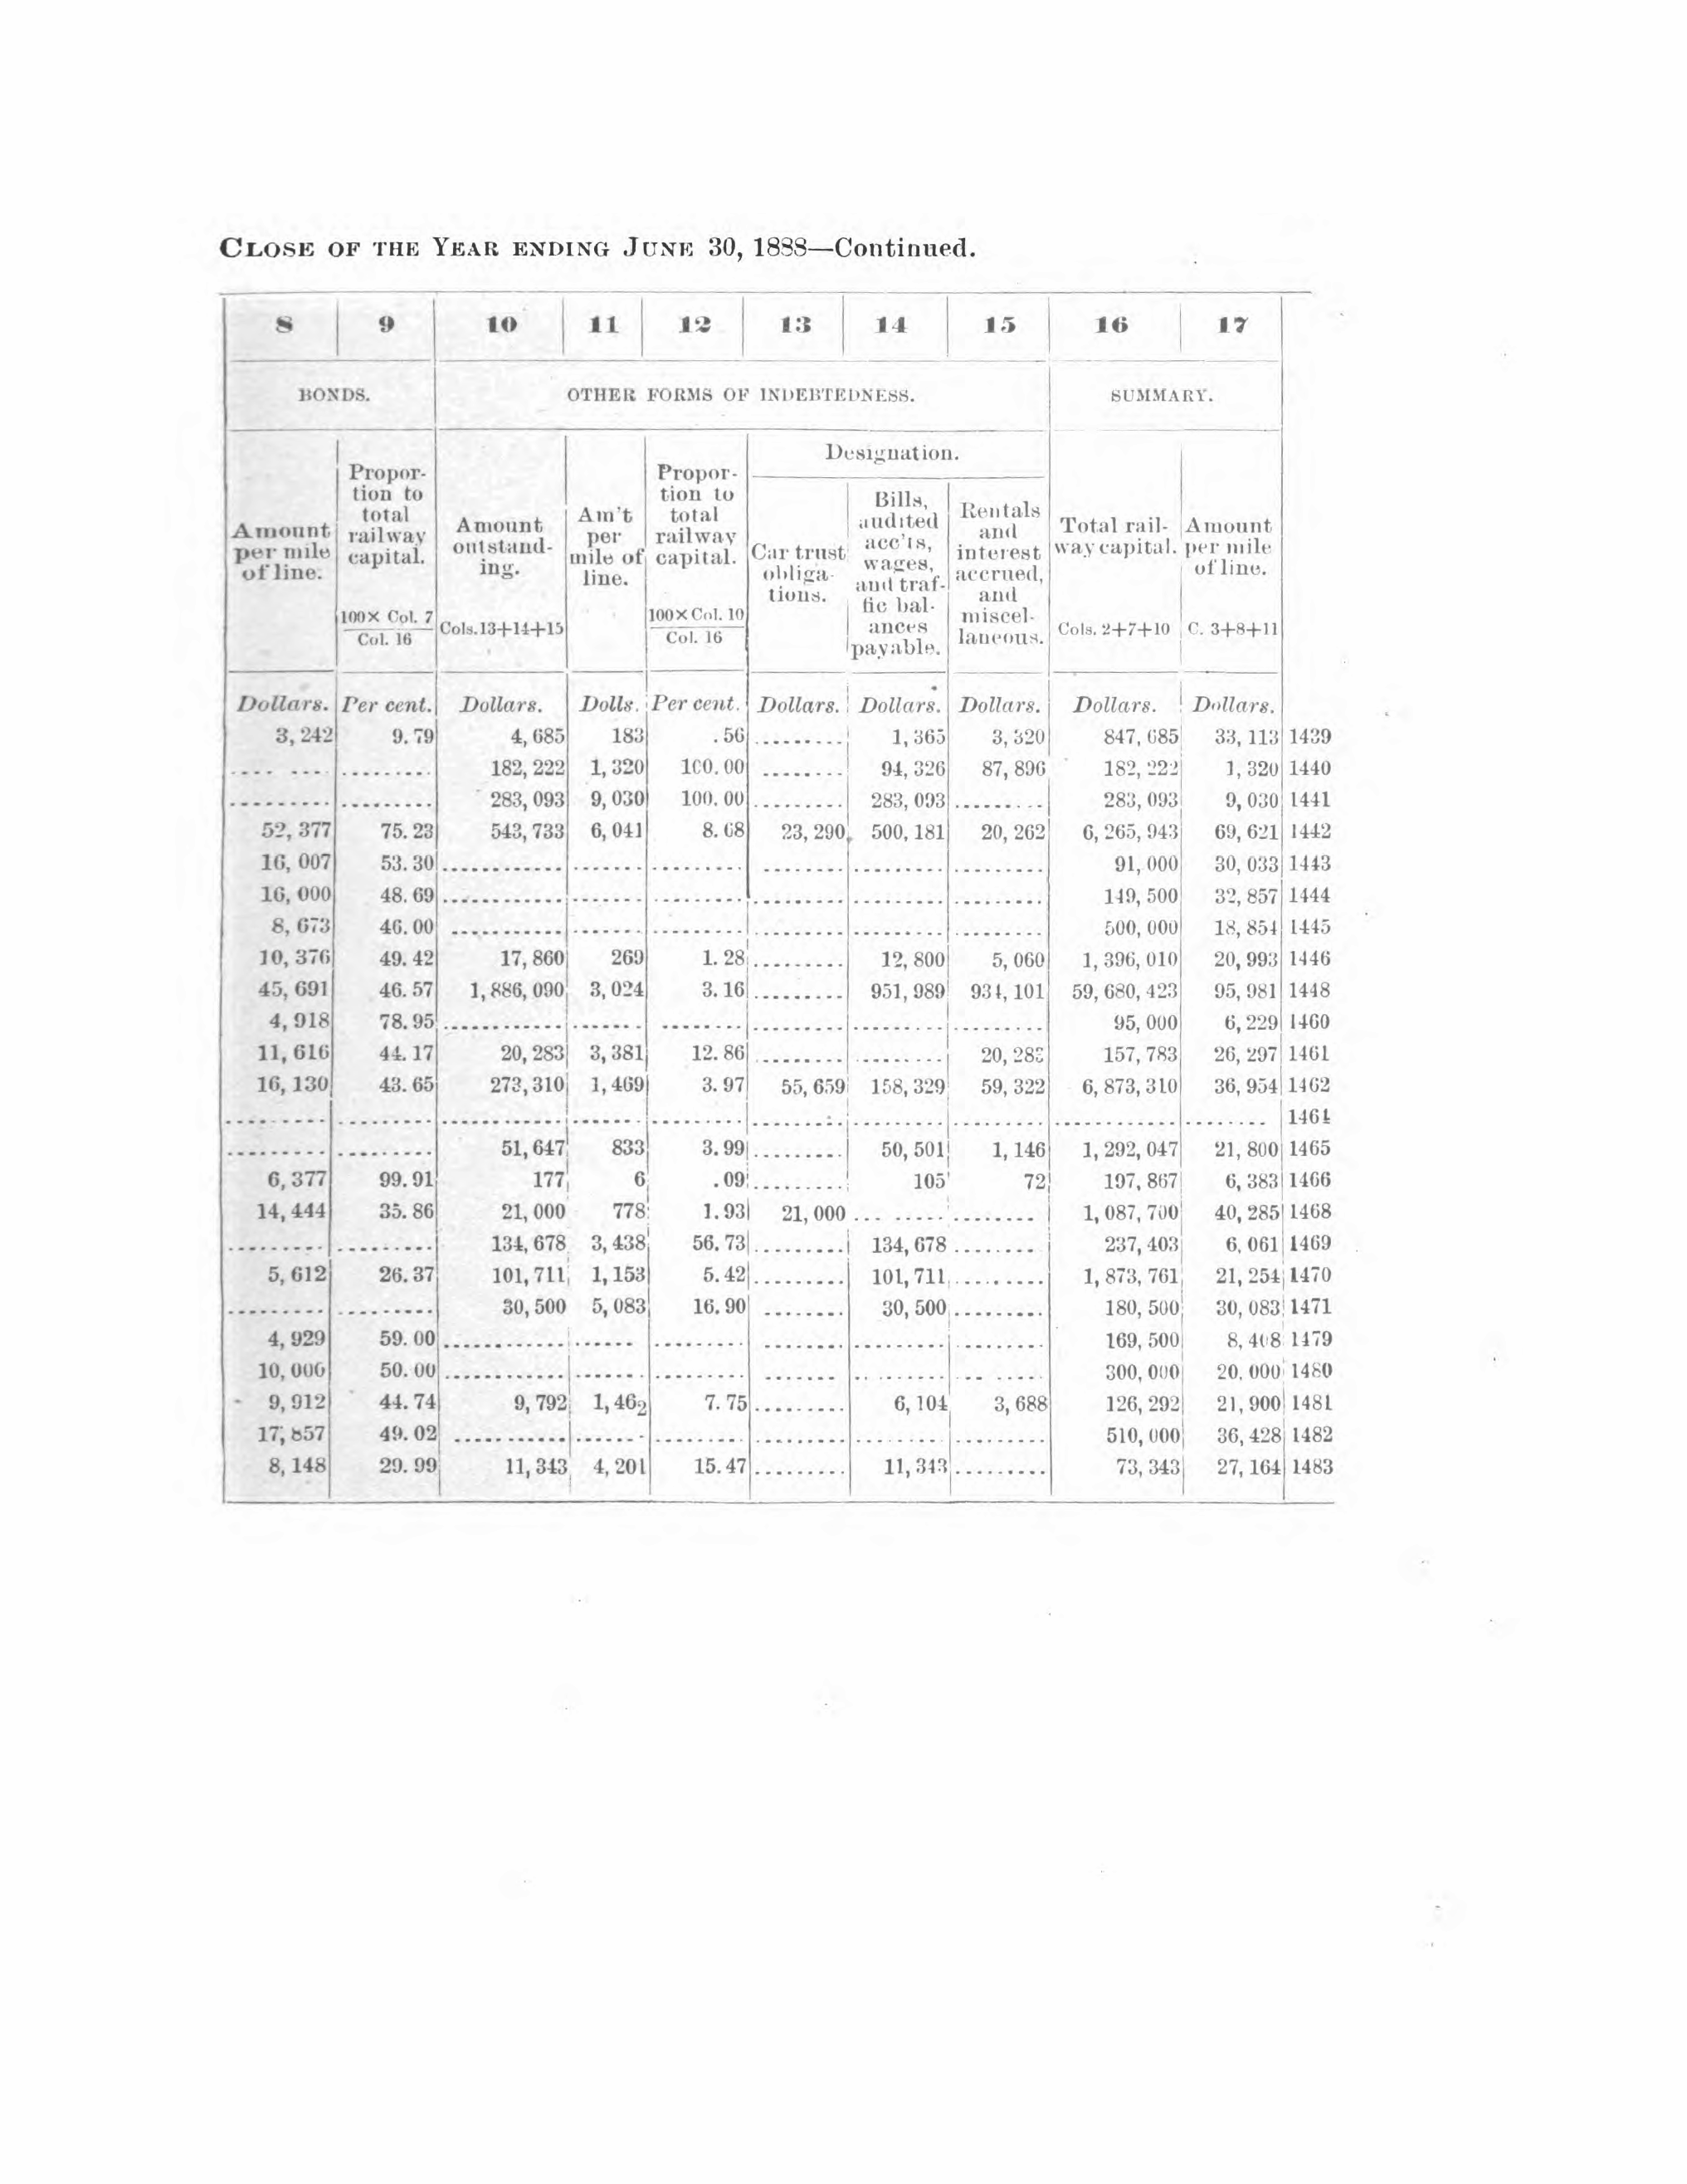 CLOSE OF THE YEAR ENDING JUNE 30, 1888—Continued.
8 9 10 11 12 13 14 15 16 17
BONDS. OTHER FORMS OF INDEBTEDNESS. SUMMARY.
Amount per mile of line.
Propor-
tion to
total
railway
capital.
100× Col. 7
Col. 16
Amount
outstand-
ing.
Cols. 13+14+15
Am't
per
mile of
line.
Propor-
tion to
total
railway
capital.
100×Col. 10
Col. 16
Designation.
Car trust
obliga-
tions.
Bills,
audited
acc'ts,
wages,
and traf-
fic bal-
ances
payable.
Rentals
and
interest
accrued,
and
miscel-
laneous.
Total rail-
way capital.
Cols. 2+7+10
Amount
per mile
of line.
C. 3+8+11
Dollars. Per cent. Dollars. Dolls. Per cent. Dollars. Dollars. Dollars. Dollars. Dollars.
3,242 9.79 4,685 183 .56 ......... 1,365 3,320 847,685 33,113 1439
......... ......... 182,222 1,320 100.00 ........ 94,326 87,896 182,222 1,320 1440
......... ......... 283,093 9,030 100.00 ......... 283,093 ......... 283,093 9,030 1441
52,377 75.23 543,733 6,041 8.68 23,290 500,181 20,262 6,265,943 69,621 1442
16,007 53.30 ............ ....... ......... ........ ......... ......... 91,000 30,033 1443
16,000 48.69 ............ ....... ......... ......... ......... ......... 149,500 32,857 1444
8,673 46.00 ........... ....... ......... ......... ......... ......... 500,000 18,854 1445
10,376 49.42 17,860 269 1.28 ......... 12,800 5,060 1,396,010 20,993 1446
45,691 46.57 1,886,090 3,024 3.16 ......... 951,989 934,101 59,680,423 95,981 1448
4,918 78.95 ............ ....... ........ ......... ......... ......... 95,000 6,229 1460
11,616 44.17 20,283 3,381 12.86 ......... ......... 20,283 157,783 26,297 1461
16,130 43.65 273,310 1,469 3.97 55,659 158,329 59,322 6,873,310 36,954 1462
......... ......... ............ ....... ......... ......... ......... ......... ............ ........ 1464
......... ......... 51,647 833 3.99 ......... 50,501 1,146 1,292,047 21,800 1465
6,377 99.91 177 6 .09 ......... 105 72 197,867 6,383 1466
14,444 35.86 21,000 778 1.93 21,000 ... ...... ........ 1,087,700 40,285 1468
......... ......... 134,678 3,438 56.73 ......... 134,678 ........ 237,403 6,061 1469
5,612 26.37 101,711 1,153 5.42 ......... 101,711 ......... 1,873,761 21,254 1470
......... ......... 30,500 5,083 16.90 ........ 30,500 ......... 180,500 30,083 1471
4,929 59.00 ............ ...... ......... ........ ......... ......... 169,500 8,408 1479
10,000 50.00 ............ ....... ......... ....... .. ....... ... ..... 300,000 20,000 1480
9,912 44.74 9,792 1,462 7.75 ......... 6,104 3,688 126,292 21,900 1481
17,857 49.02 ........... ....... ......... ......... ......... ......... 510,000 36,428 1482
8,148 29.99 11,343 4,201 15.47 ......... 11,343 ......... 73,343 27,164 1483